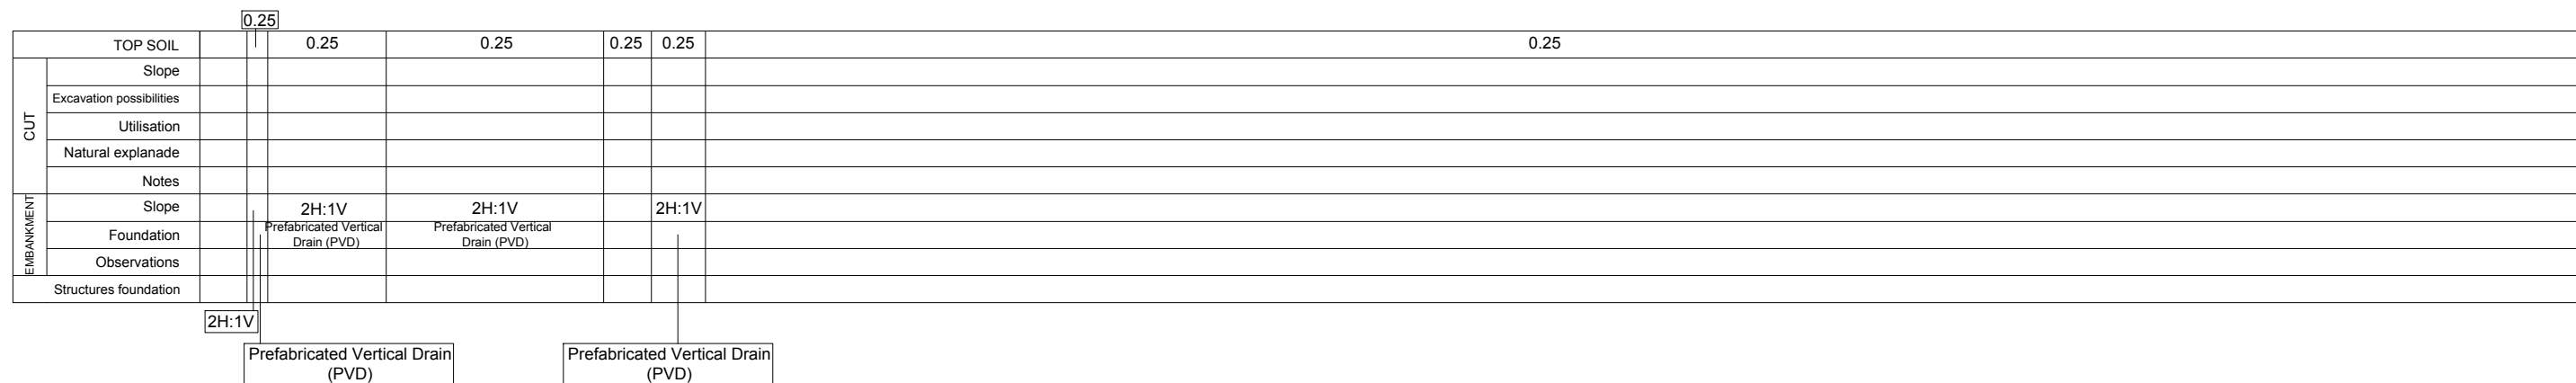 0.25
TOP SOIL 0.25 0.25 0.25 0.25 0.25
CUT
Slope
Excavation possibilities
Utilisation
Natural explanade
Notes
EMBANKMENT
Slope 2H:1V 2H:1V 2H:1V
Foundation
Prefabricated Vertical
Drain (PVD)
Prefabricated Vertical
Drain (PVD)
Observations
Structures foundation
2H:1V
Prefabricated Vertical Drain
(PVD)
Prefabricated Vertical Drain
(PVD)